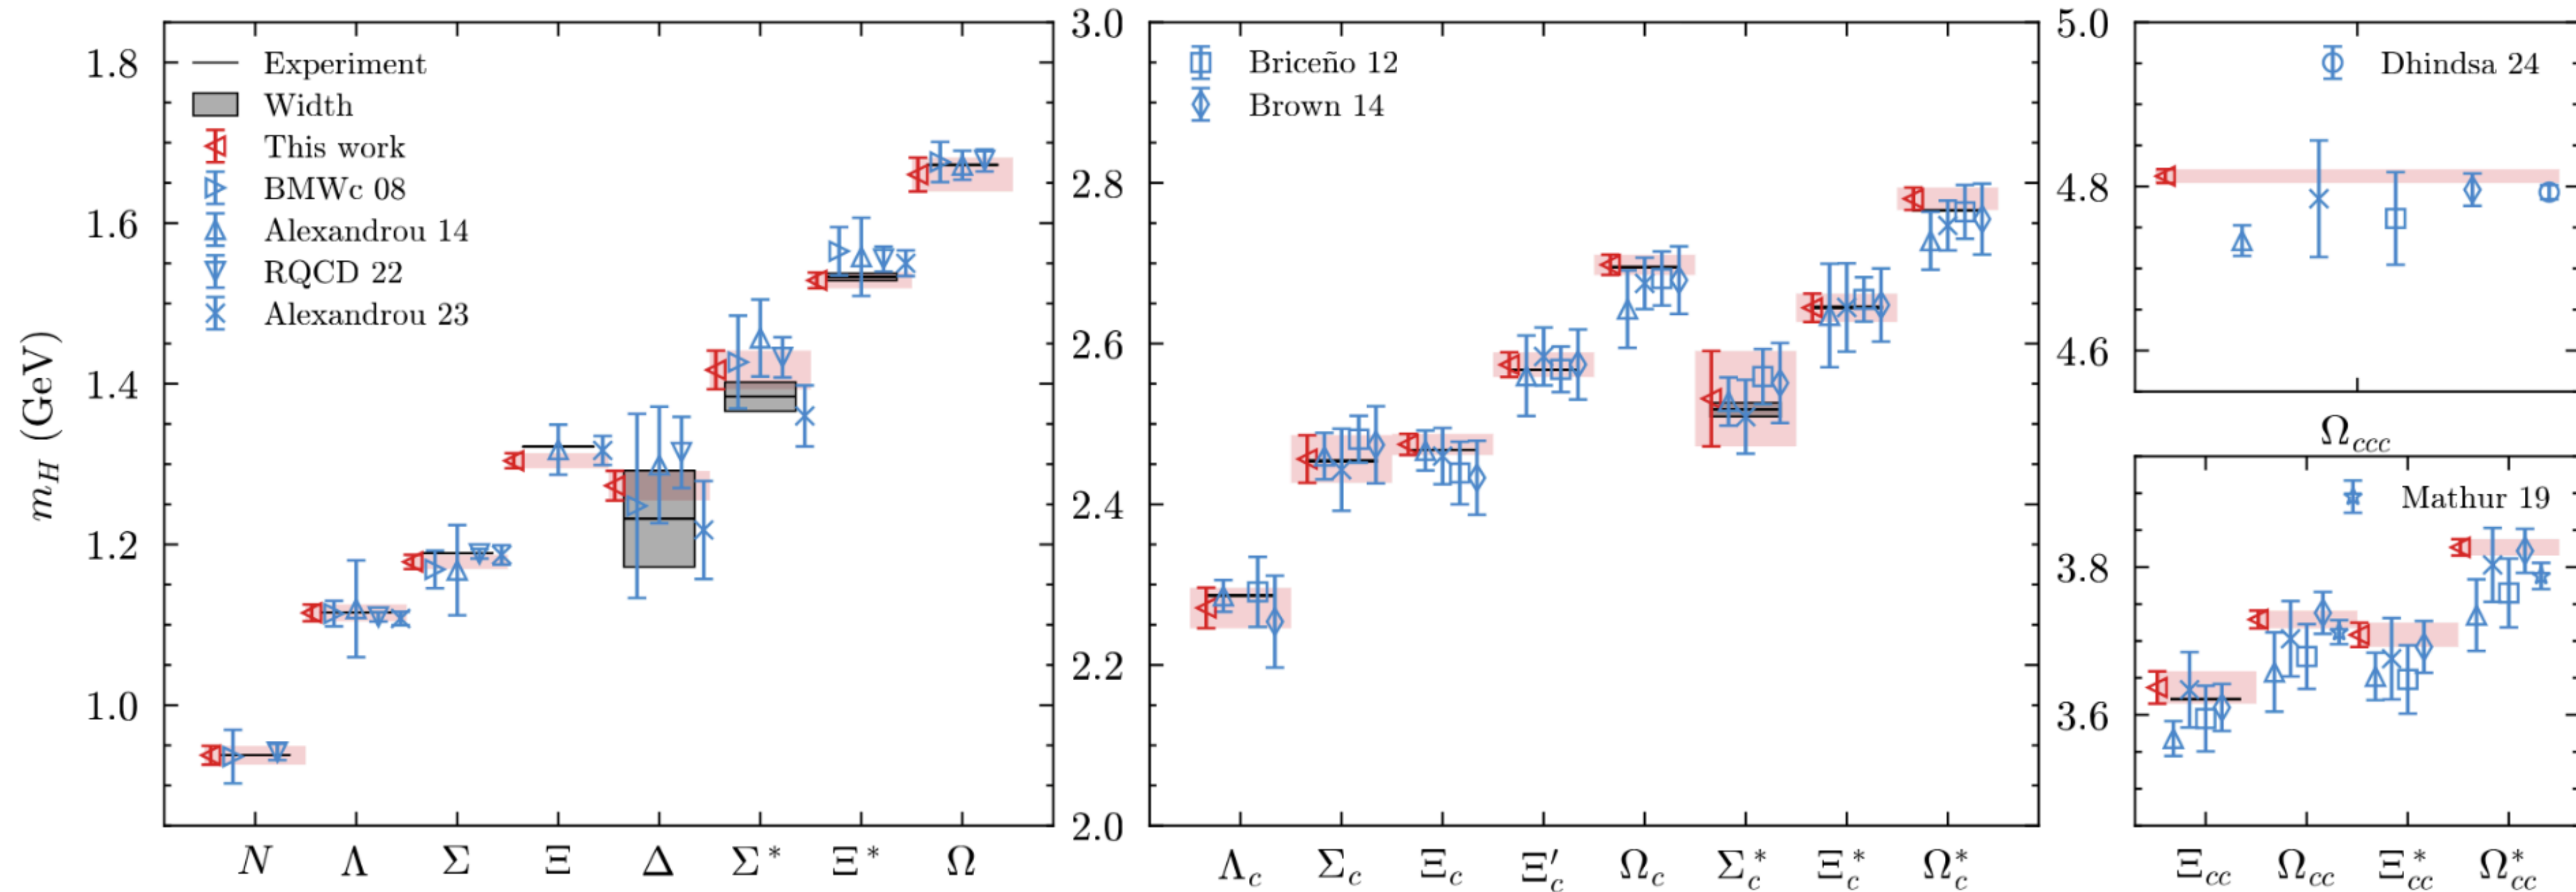 m_H (GeV)
1.8
1.6
1.4
1.2
1.0
Experiment
Width
This work
BMWc 08
Alexandrou 14
RQCD 22
Alexandrou 23
N Λ Σ Ξ Δ Σ* Ξ* Ω
3.0
2.8
2.6
2.4
2.2
2.0
Briceño 12
Brown 14
Λ_c Σ_c Ξ_c Ξ′_c Ω_c Σ*_c Ξ*_c Ω*_c
5.0
4.8
4.6
Dhindsa 24
Ω_ccc
3.8
3.6
Mathur 19
Ξ_cc Ω_cc Ξ*_cc Ω*_cc